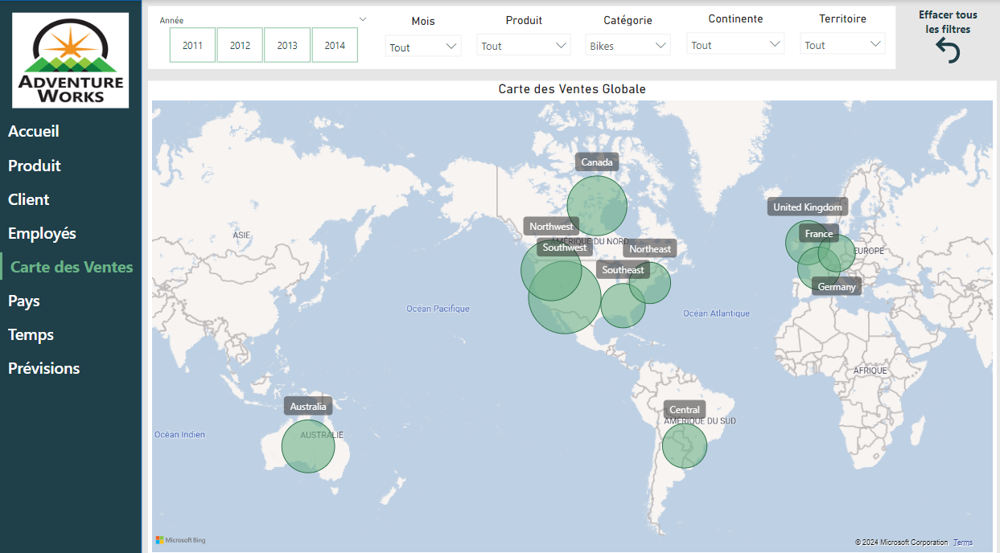 ADVENTURE
WORKS
Accueil
Produit
Client
Employés
Carte des Ventes
Pays
Temps
Prévisions
Année
2011
2012
2013
2014
Mois
Tout
Produit
Tout
Catégorie
Bikes
Continente
Tout
Territoire
Tout
Effacer tous
les filtres
Carte des Ventes Globale
Canada
United Kingdom
Northwest
France
ASIE
AMÉRIQUE DU NORD
Southwest
Northeast
EUROPE
Southeast
Germany
Océan Pacifique
Océan Atlantique
AFRIQUE
Australia
Central
AMÉRIQUE DU SUD
Océan Indien
AUSTRALIE
Microsoft Bing
© 2024 Microsoft Corporation Terms